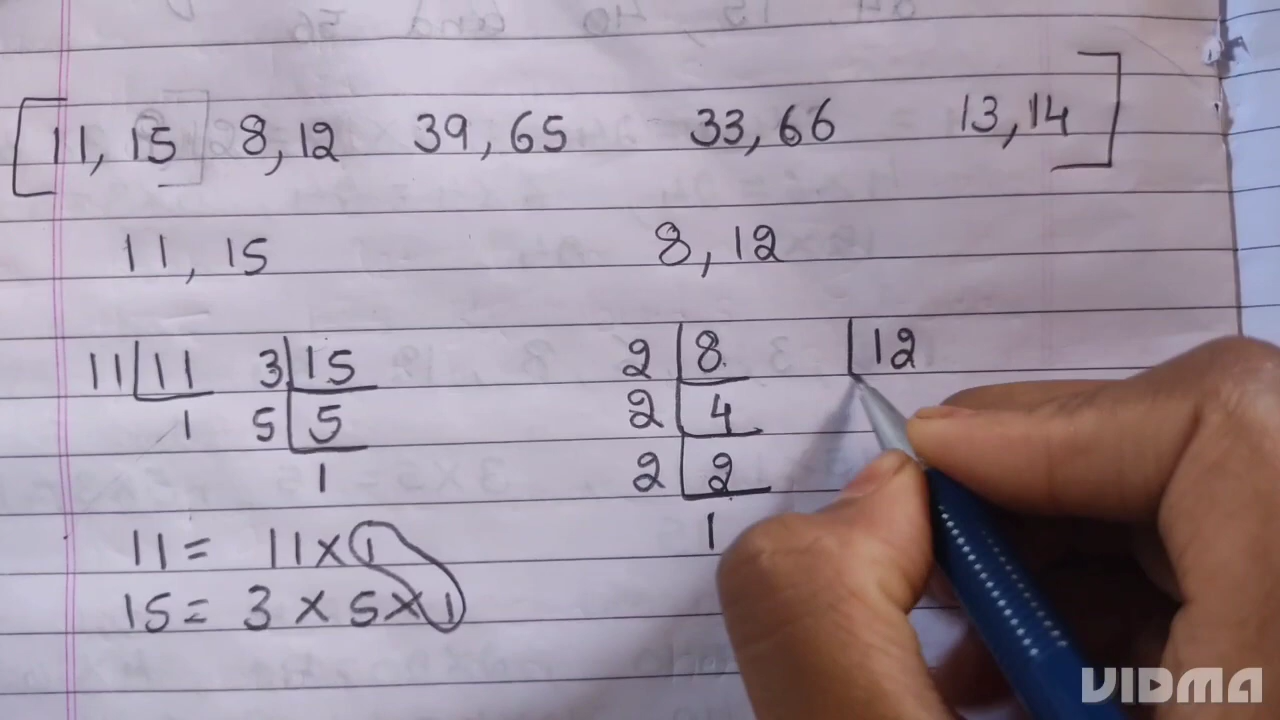 11, 15 8, 12 39, 65 33, 66 13, 14
11, 15 8, 12
11 11 3 15 2 8 12
1 5 5 2 4
1 2 2
11 = 11 × 1 1
15 = 3 × 5 × 1
VIDMA